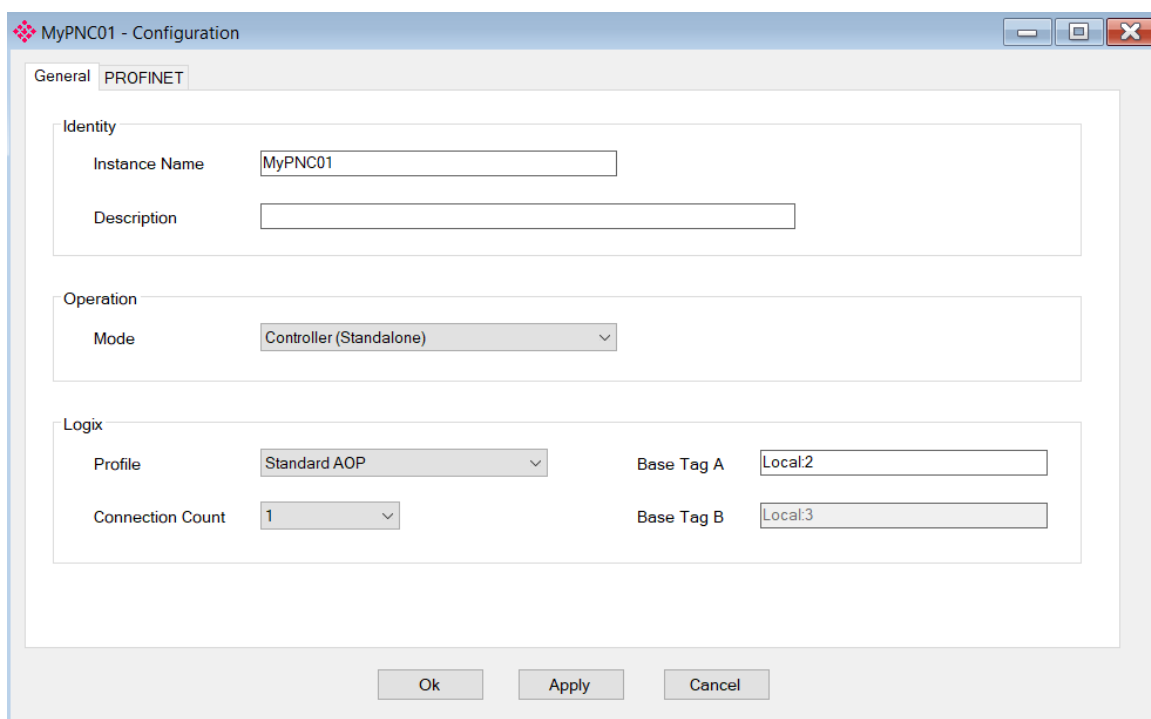 MyPNC01 - Configuration
General PROFINET
Identity
Instance Name MyPNC01
Description
Operation
Mode Controller (Standalone)
Logix
Profile Standard AOP Base Tag A Local:2
Connection Count 1 Base Tag B Local:3
Ok Apply Cancel